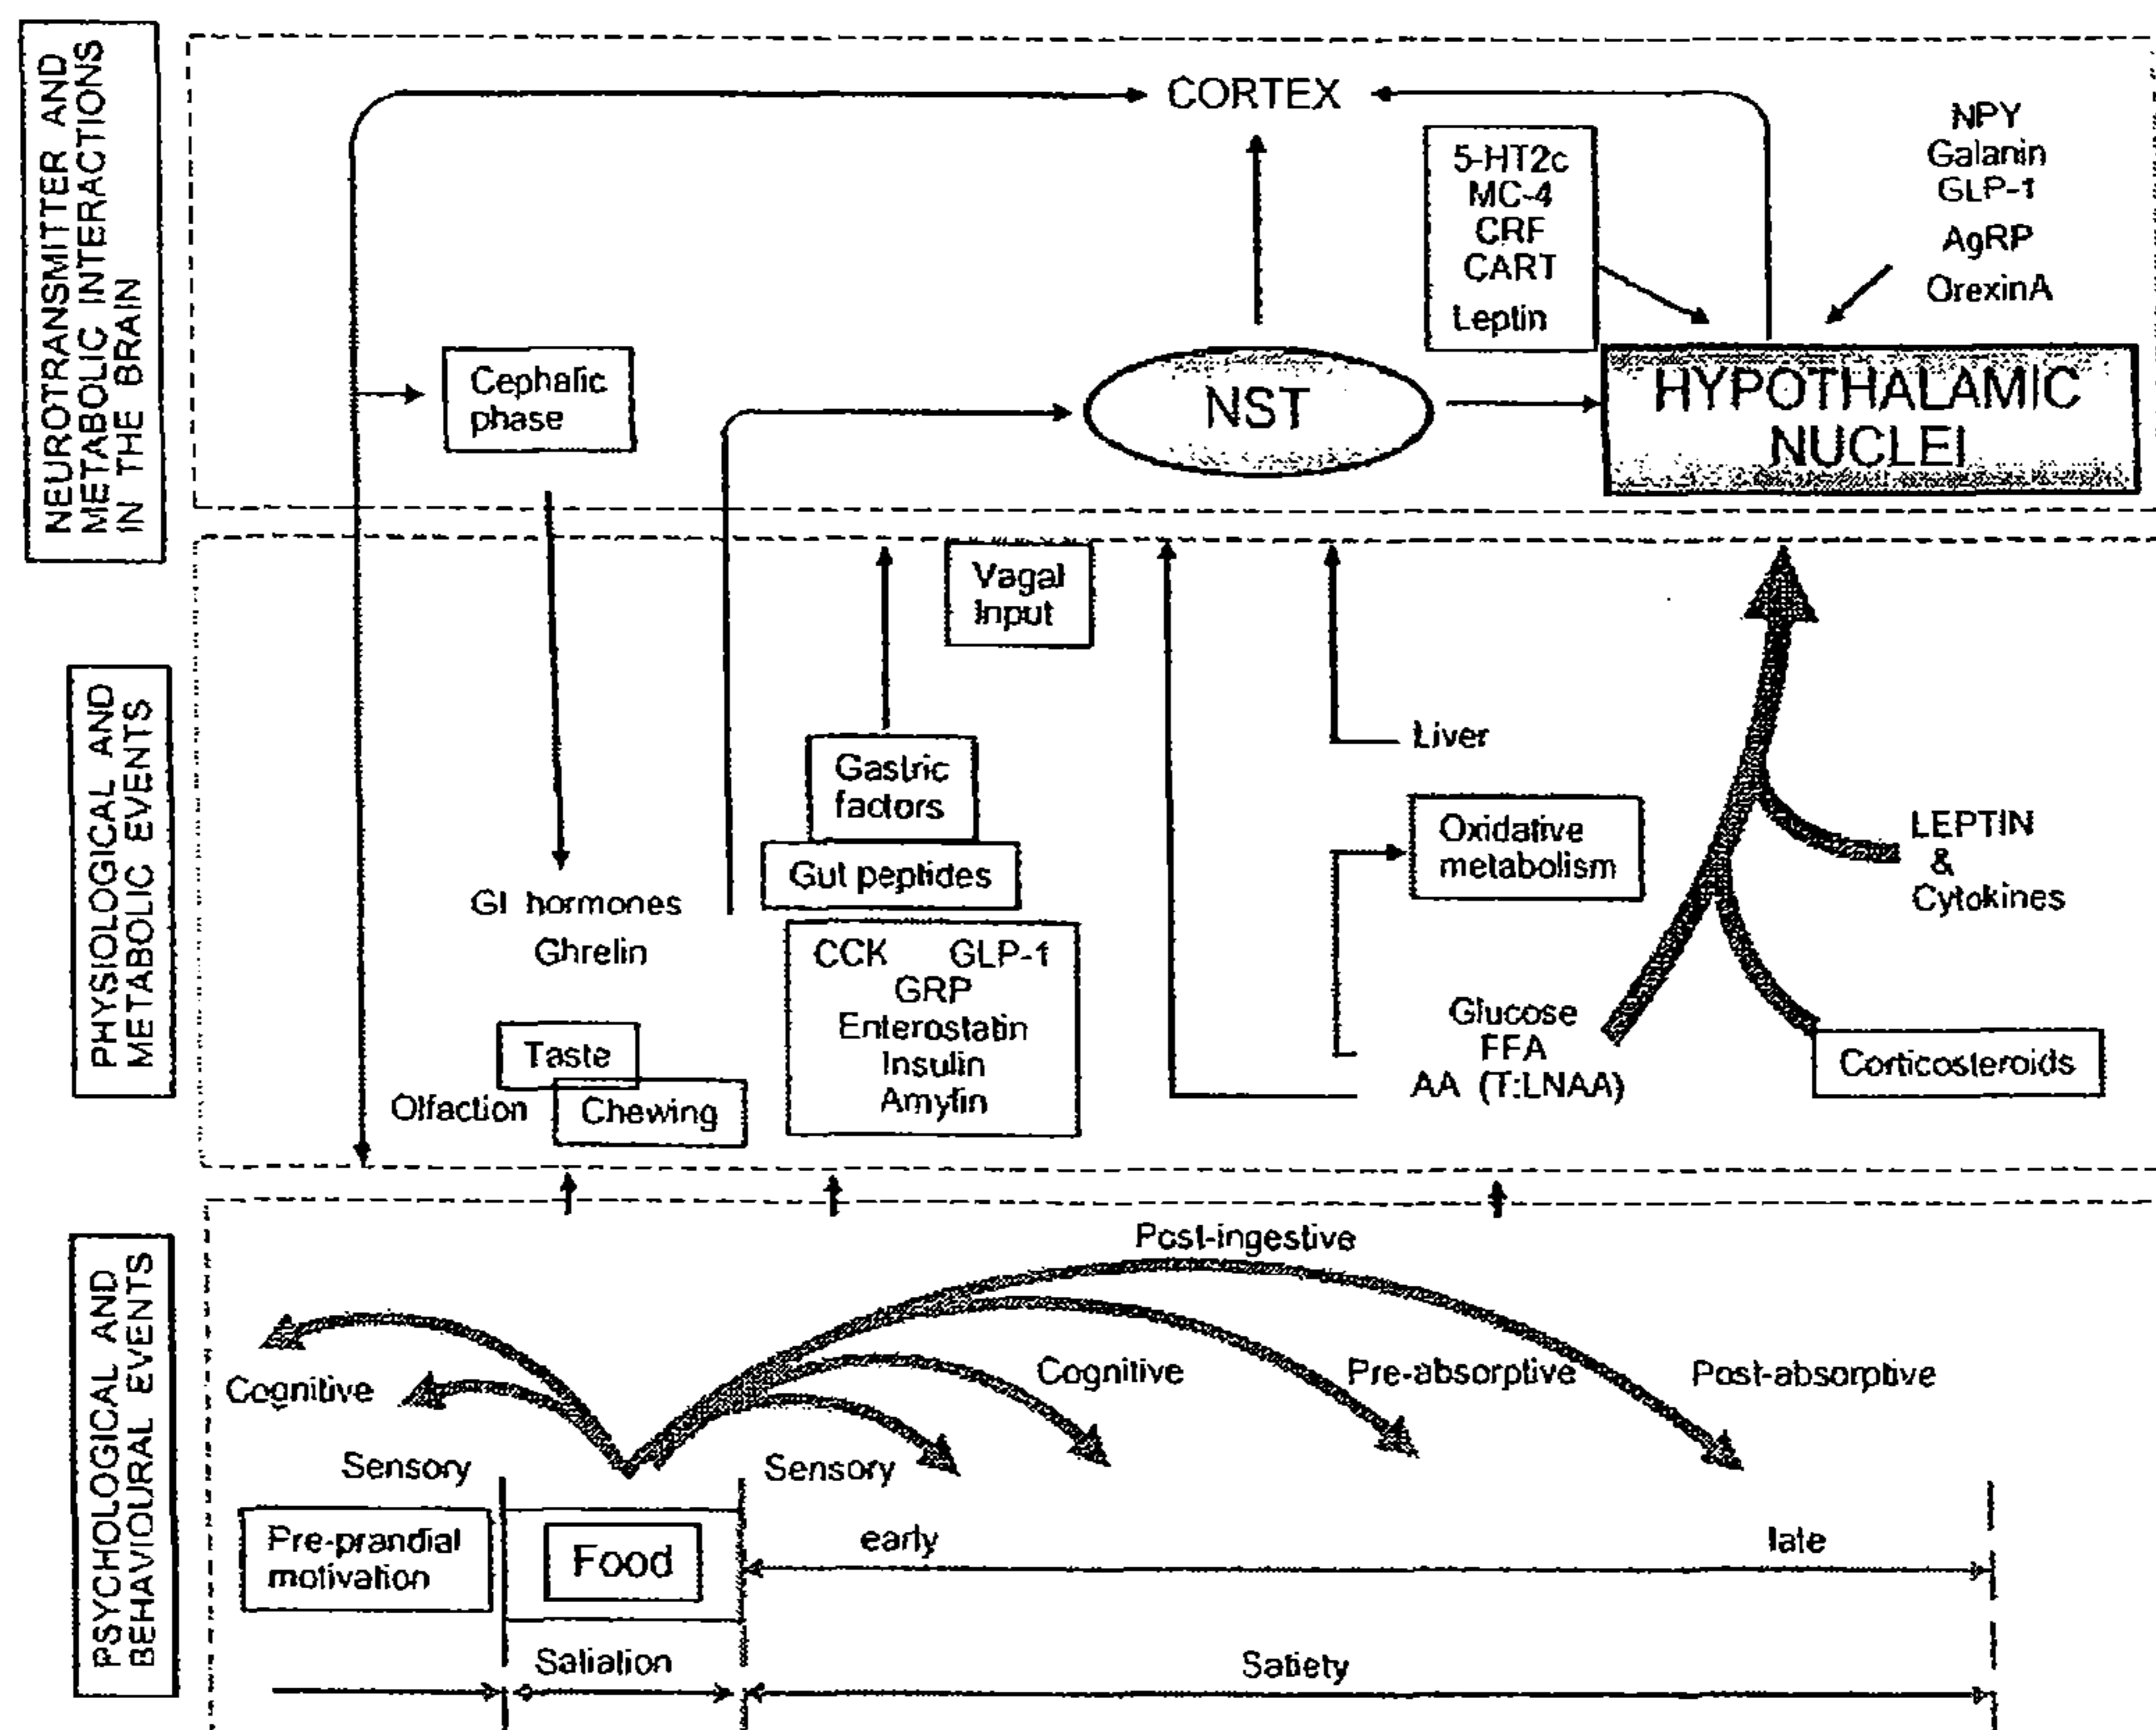 NEUROTRANSMITTER AND
METABOLIC INTERACTIONS
IN THE BRAIN
CORTEX
5-HT2c
MC-4
CRF
CART
Leptin
NPY
Galanin
GLP-1
AgRP
OrexinA
Cephalic
phase
NST
HYPOTHALAMIC
NUCLEI
PHYSIOLOGICAL AND
METABOLIC EVENTS
Vagal
Input
Gastric
factors
Gut peptides
CCK GLP-1
GRP
Enterostatin
Insulin
Amylin
GI hormones
Ghrelin
Taste
Olfaction
Chewing
Liver
Oxidative
metabolism
Glucose
FFA
AA (T:LNAA)
LEPTIN
&
Cytokines
Corticosteroids
PSYCHOLOGICAL AND
BEHAVIOURAL EVENTS
Post-ingestive
Cognitive
Sensory
Sensory
Cognitive
Pre-absorptive
Post-absorptive
Pre-prandial
motivation
Food
early
late
Satiation
Satiety